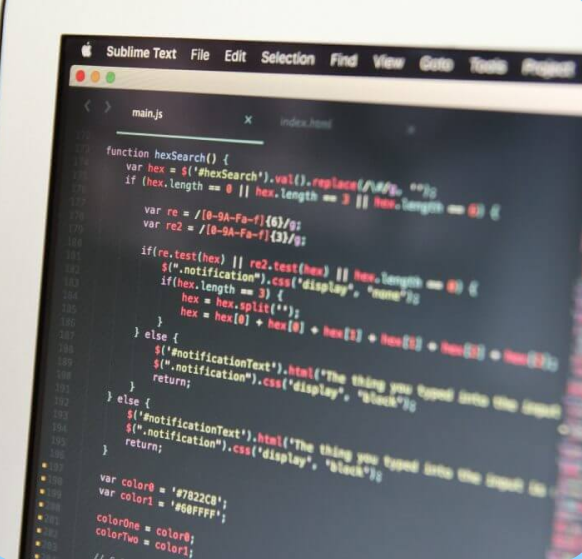 Sublime Text File Edit Selection Find View Goto Tools Project
main.js × index.html
function hexSearch() {
var hex = $('#hexSearch').val().replace(/\#/g, "");
if (hex.length == 0 || hex.length == 3 || hex.length == 6) {
var re = /[0-9A-Fa-f]{6}/g;
var re2 = /[0-9A-Fa-f]{3}/g;
if(re.test(hex) || re2.test(hex) || hex.length == 0) {
$(".notification").css("display", "none");
if(hex.length == 3) {
hex = hex.split("");
hex = hex[0] + hex[0] + hex[1] + hex[1] + hex[2] + hex[2];
}
} else {
$('#notificationText').html("The thing you typed into the input
$(".notification").css("display", "block");
return;
}
} else {
$('#notificationText').html("The thing you typed into the input is
$(".notification").css("display", "block");
return;
}
var color0 = '#7822C8';
var color1 = '#60FFFF';
colorOne = color0;
colorTwo = color1;